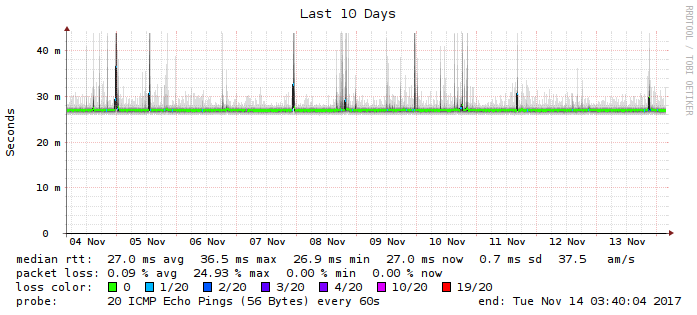 Last 10 Days
RRDTOOL / TOBI OETIKER
Seconds
40 m
30 m
20 m
10 m
0
04 Nov 05 Nov 06 Nov 07 Nov 08 Nov 09 Nov 10 Nov 11 Nov 12 Nov 13 Nov
median rtt: 27.0 ms avg 36.5 ms max 26.9 ms min 27.0 ms now 0.7 ms sd 37.5 am/s
packet loss: 0.09 % avg 24.93 % max 0.00 % min 0.00 % now
loss color: 0 1/20 2/20 3/20 4/20 10/20 19/20
probe: 20 ICMP Echo Pings (56 Bytes) every 60s end: Tue Nov 14 03:40:04 2017